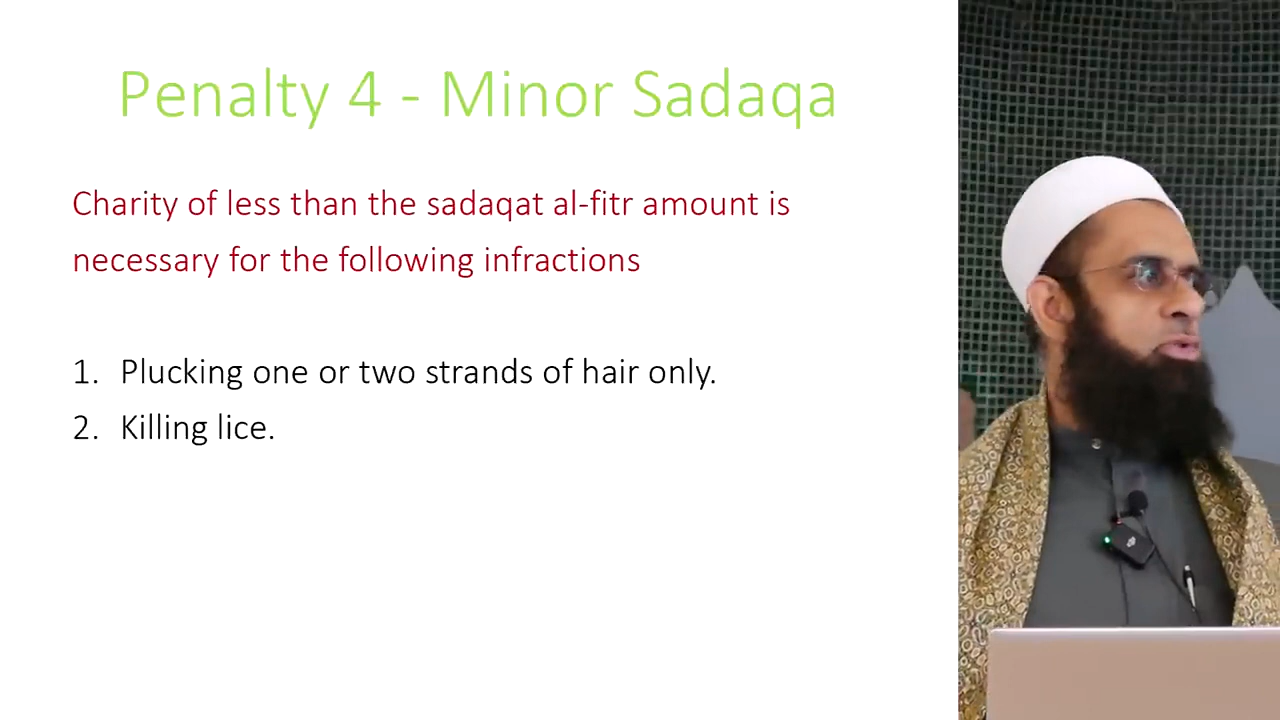 Penalty 4 - Minor Sadaqa
Charity of less than the sadaqat al-fitr amount is
necessary for the following infractions
1. Plucking one or two strands of hair only.
2. Killing lice.